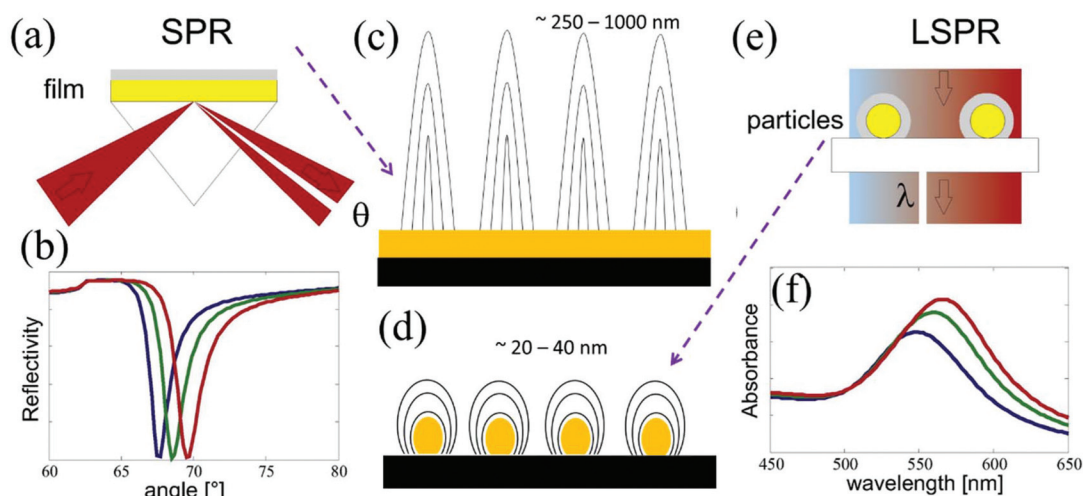 (a)
SPR
film
θ
(b)
Reflectivity
60 65 70 75 80
angle [°]
(c)
~ 250 – 1000 nm
(d)
~ 20 – 40 nm
(e)
LSPR
particles
λ
(f)
Absorbance
450 500 550 600 650
wavelength [nm]